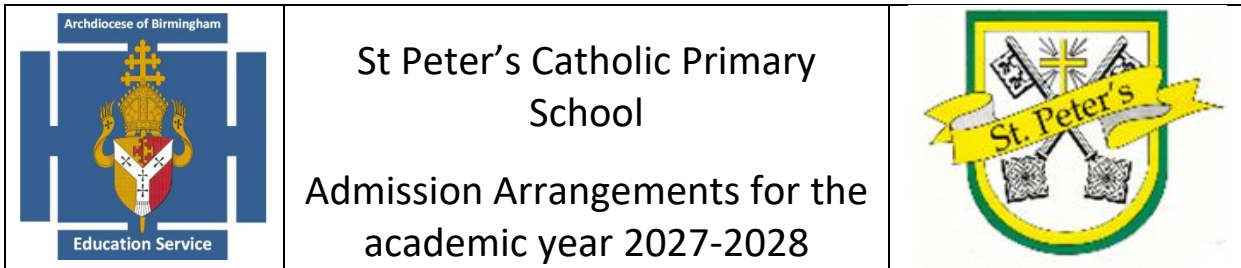 Archdiocese of Birmingham
Education Service
St Peter’s Catholic Primary
School
Admission Arrangements for the
academic year 2027-2028
St. Peter's